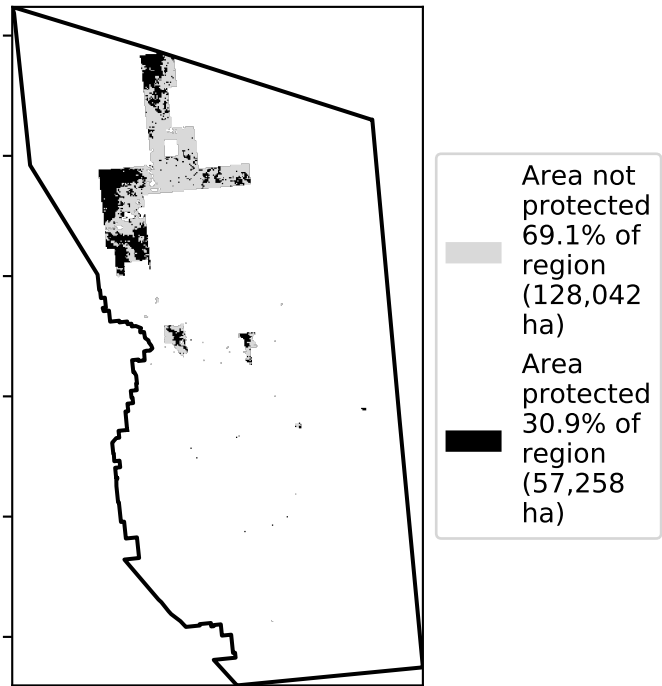 Area not
protected
69.1% of
region
(128,042
ha)
Area
protected
30.9% of
region
(57,258
ha)